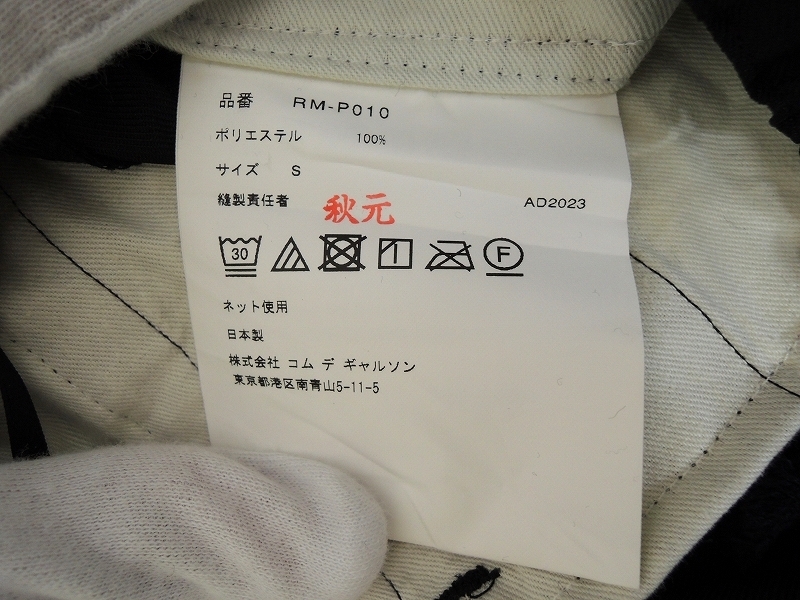 品番 RM-P010
ポリエステル 100%
サイズ S
縫製責任者 秋元 AD2023
30 F
ネット使用
日本製
株式会社 コム デ ギャルソン
東京都港区南青山5-11-5